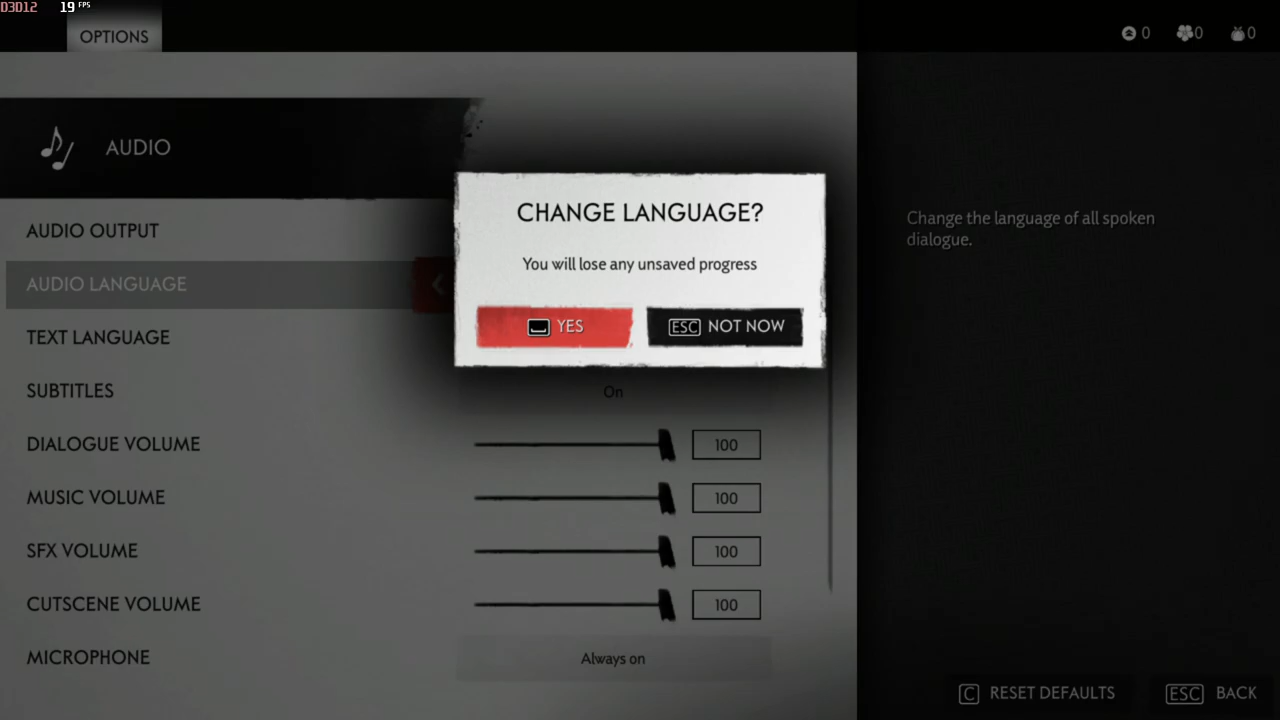 D3D12 19 FPS
OPTIONS
0 0 0
AUDIO
AUDIO OUTPUT
AUDIO LANGUAGE
TEXT LANGUAGE
SUBTITLES
On
DIALOGUE VOLUME
100
MUSIC VOLUME
100
SFX VOLUME
100
CUTSCENE VOLUME
100
MICROPHONE
Always on
CHANGE LANGUAGE?
You will lose any unsaved progress
YES
ESC NOT NOW
Change the language of all spoken
dialogue.
C RESET DEFAULTS
ESC BACK